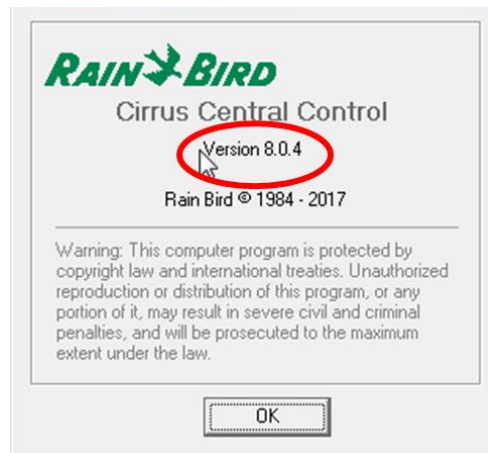 RAIN BIRD
Cirrus Central Control
Version 8.0.4
Rain Bird © 1984 - 2017
Warning: This computer program is protected by
copyright law and international treaties. Unauthorized
reproduction or distribution of this program, or any
portion of it, may result in severe civil and criminal
penalties, and will be prosecuted to the maximum
extent under the law.
OK